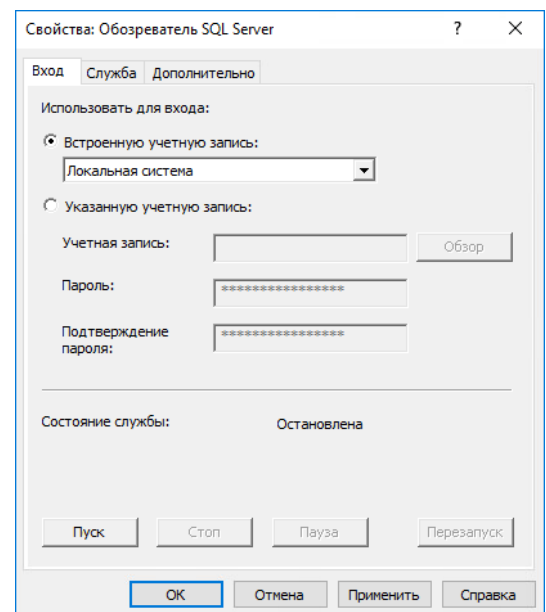 Свойства: Обозреватель SQL Server ? ×
Вход Служба Дополнительно
Использовать для входа:
Встроенную учетную запись:
Локальная система
Указанную учетную запись:
Учетная запись: Обзор
Пароль: ****************
Подтверждение
пароля: ****************
Состояние службы: Остановлена
Пуск Стоп Пауза Перезапуск
ОК Отмена Применить Справка